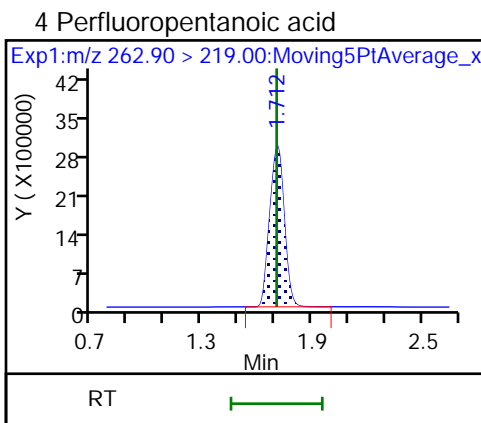 4 Perfluoropentanoic acid
Exp1:m/z 262.90 > 219.00:Moving5PtAverage_x
1.712
Y ( X100000)
42
35
28
21
14
7
0
0.7 1.3 1.9 2.5
Min
RT